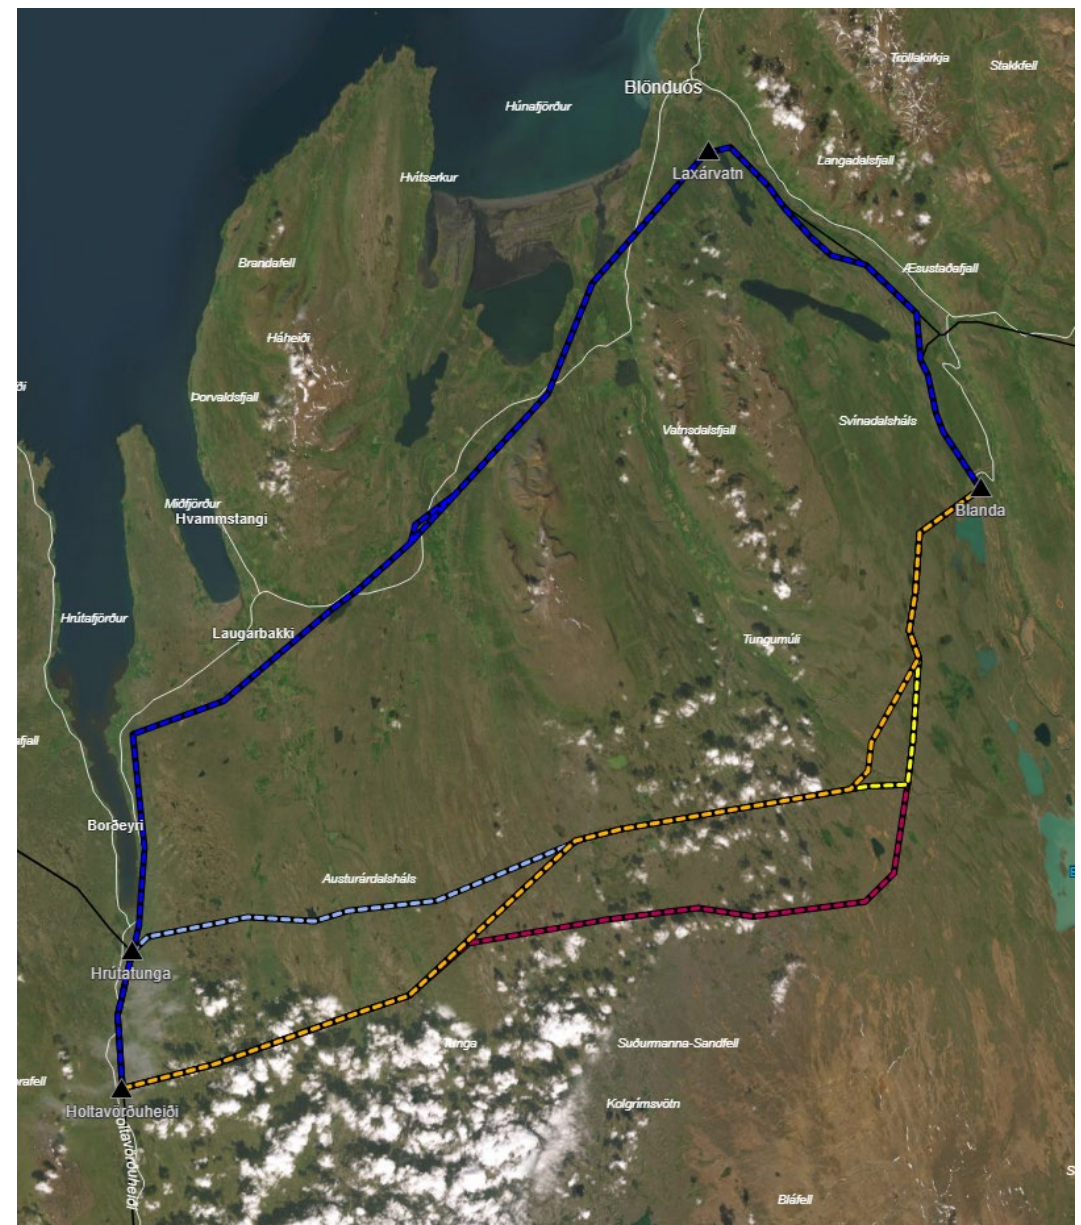 Tröllakirkja
Stakkfell
Blönduós
Húnafjörður
Langadalsfjall
Laxárvatn
Hvítserkur
Brandafell
Æsustaðafjall
Háheiði
Þorvaldsfjall
Svínadalsháls
Vatnsdalsfjall
Miðfjörður
Hvammstangi
Blanda
Hrútafjörður
Laugarbakki
Tungumúli
Borðeyri
Austurárdalsháls
Hrútatunga
Tunga
Suðurmanna-Sandfell
Kolgrímsvötn
Holtavörðuheiði
Holtavörðuheiði
Bláfell